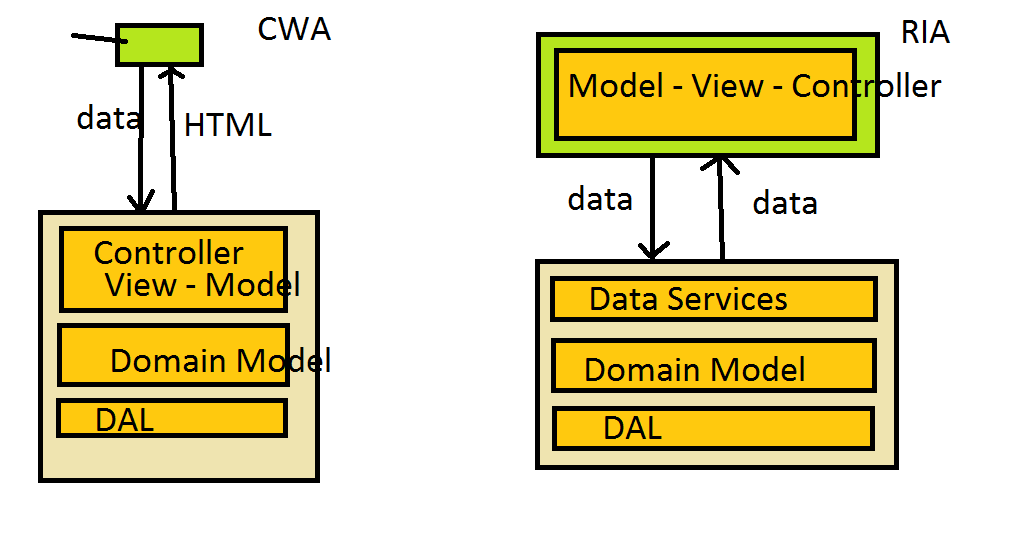 CWA
data
HTML
Controller
View - Model
Domain Model
DAL
RIA
Model - View - Controller
data
data
Data Services
Domain Model
DAL